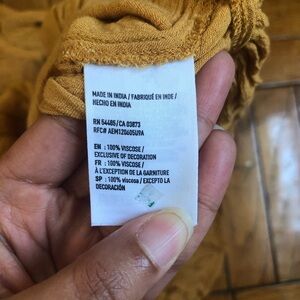 MADE IN INDIA / FABRIQUÉ EN INDE /
HECHO EN INDIA
RN 54485/CA 03873
RFC# AEM120605U9A
EN : 100% VISCOSE /
EXCLUSIVE OF DECORATION
FR : 100% VISCOSE /
À L'EXCEPTION DE LA GARNITURE
SP : 100% viscosa / EXCEPTO LA
DECORACIÓN